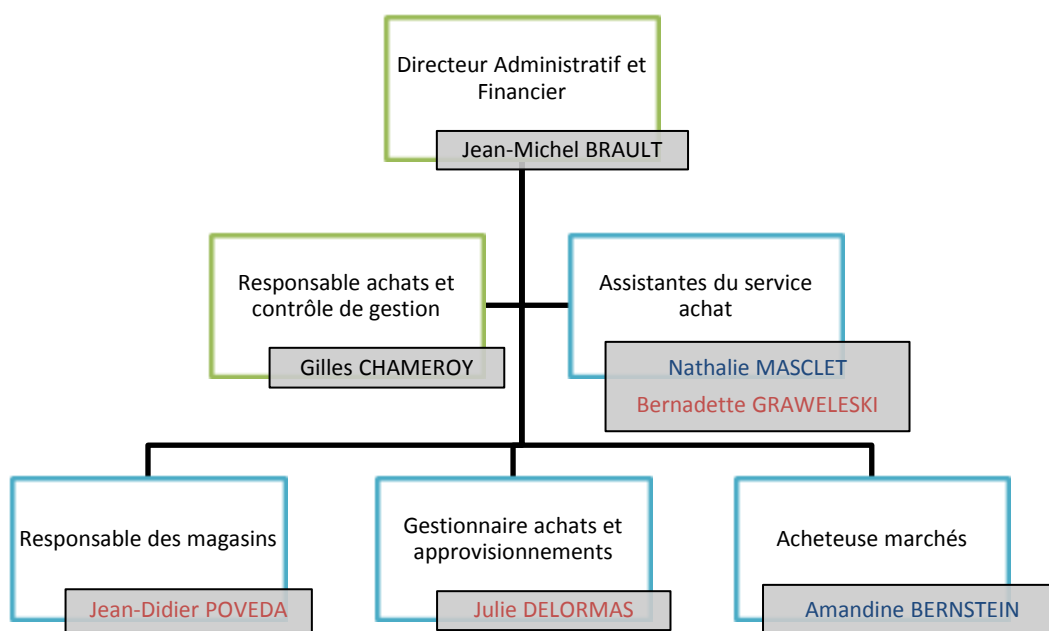 Directeur Administratif et
Financier
Jean-Michel BRAULT
Responsable achats et
contrôle de gestion
Gilles CHAMEROY
Assistantes du service
achat
Nathalie MASCLET
Bernadette GRAWELESKI
Responsable des magasins
Jean-Didier POVEDA
Gestionnaire achats et
approvisionnements
Julie DELORMAS
Acheteuse marchés
Amandine BERNSTEIN